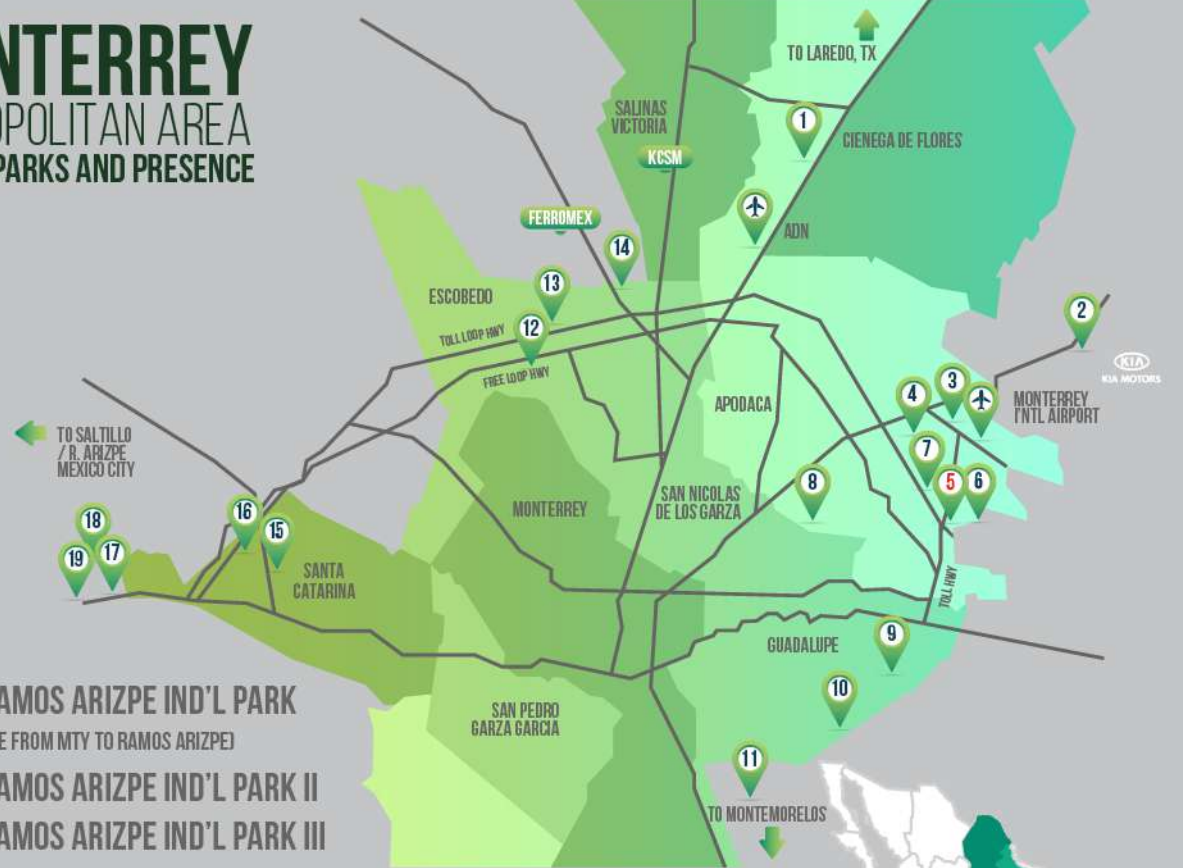 NTERREY
OPOLITAN AREA
PARKS AND PRESENCE
TO LAREDO, TX
1
SALINAS
VICTORIA
CIENEGA DE FLORES
KCSM
FERROMEX
ADN
14
13
ESCOBEDO
12
2
TOLL LOOP HWY
KIA
KIA MOTORS
FREE LOOP HWY
3
4
APODACA
MONTERREY
I'NTL AIRPORT
TO SALTILLO
/ R. ARIZPE
MEXICO CITY
7
8
5
6
SAN NICOLAS
DE LOS GARZA
MONTERREY
16
15
18
17
19
SANTA
CATARINA
TOLL HWY
9
GUADALUPE
10
AMOS ARIZPE IND'L PARK
E FROM MTY TO RAMOS ARIZPE)
SAN PEDRO
GARZA GARCIA
11
AMOS ARIZPE IND'L PARK II
TO MONTEMORELOS
AMOS ARIZPE IND'L PARK III